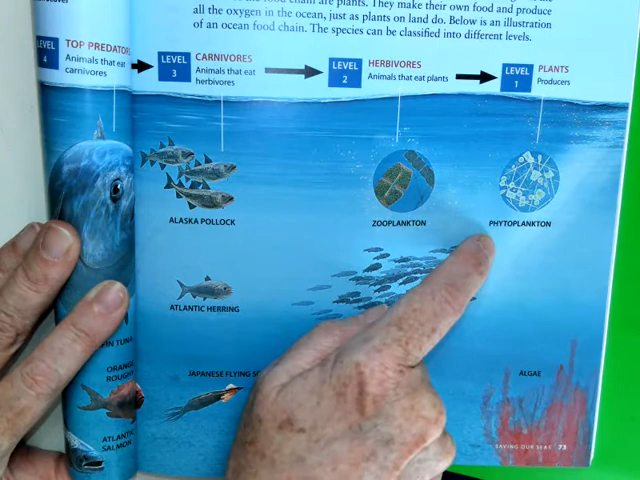 of the food chain are plants. They make their own food and produce
all the oxygen in the ocean, just as plants on land do. Below is an illustration
of an ocean food chain. The species can be classified into different levels.
LEVEL 4 TOP PREDATORS
Animals that eat
carnivores
LEVEL 3 CARNIVORES
Animals that eat
herbivores
LEVEL 2 HERBIVORES
Animals that eat plants
LEVEL 1 PLANTS
Producers
ALASKA POLLOCK
ZOOPLANKTON
PHYTOPLANKTON
ATLANTIC HERRING
TUNA
ORANGE
ROUGHY
JAPANESE FLYING
ALGAE
ATLANTIC
SALMON
SAVING OUR SEAS 73